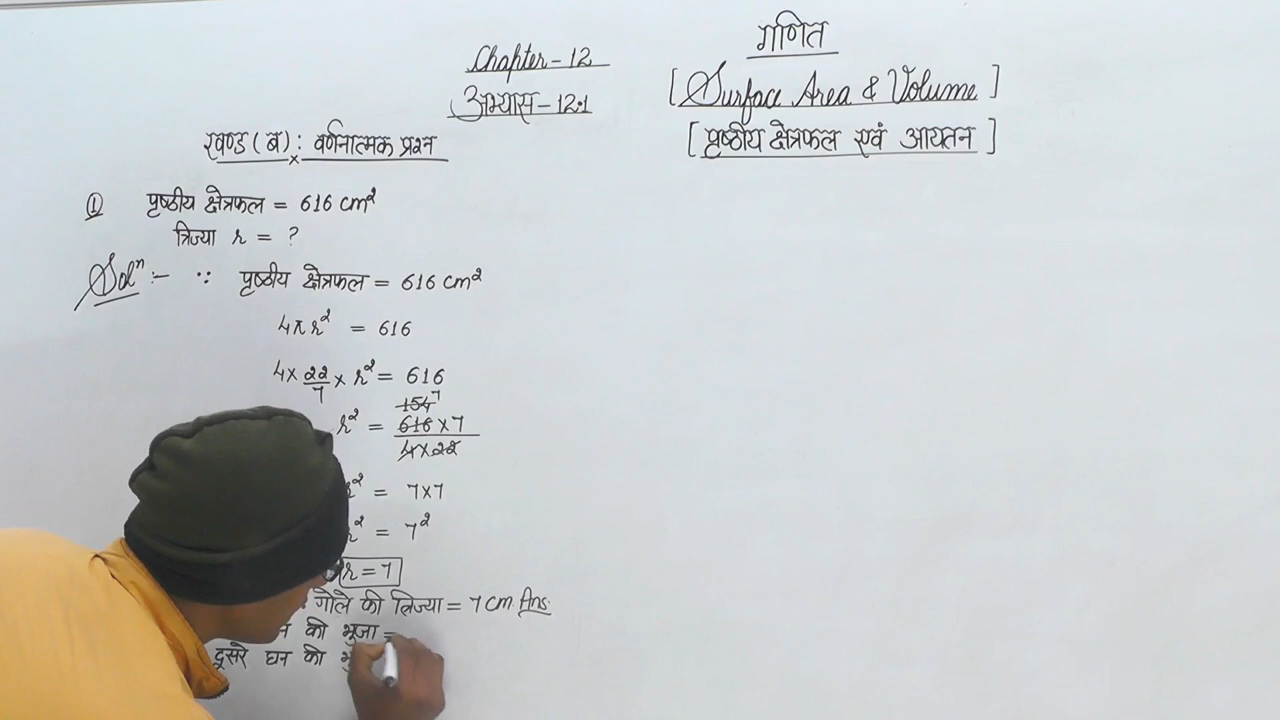 गणित
Chapter-12
[Surface Area & Volume]
अभ्यास-12.1
[पृष्ठीय क्षेत्रफल एवं आयतन]
खण्ड (ब): वर्णनात्मक प्रश्न
① पृष्ठीय क्षेत्रफल = 616 cm²
त्रिज्या r = ?
Solⁿ :- ∵ पृष्ठीय क्षेत्रफल = 616 cm²
4πr² = 616
4 × 22/7 × r² = 616
154 7
r² = 616×7 / 4×22
r² = 7×7
r² = 7²
r = 7
गोले की त्रिज्या = 7 cm Ans.
की भुजा =
दूसरे घन की